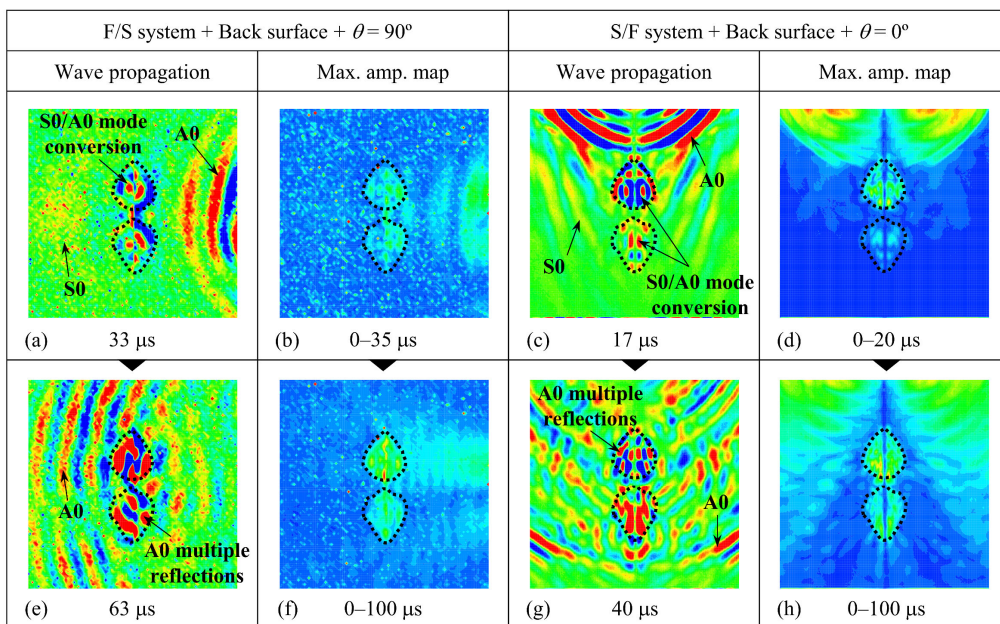 F/S system + Back surface + θ = 90º
S/F system + Back surface + θ = 0º
Wave propagation
Max. amp. map
Wave propagation
Max. amp. map
S0/A0 mode
conversion
A0
S0
A0
S0
S0/A0 mode
conversion
(a) 33 µs
(b) 0–35 µs
(c) 17 µs
(d) 0–20 µs
A0
A0 multiple
reflections
A0 multiple
reflections
A0
(e) 63 µs
(f) 0–100 µs
(g) 40 µs
(h) 0–100 µs